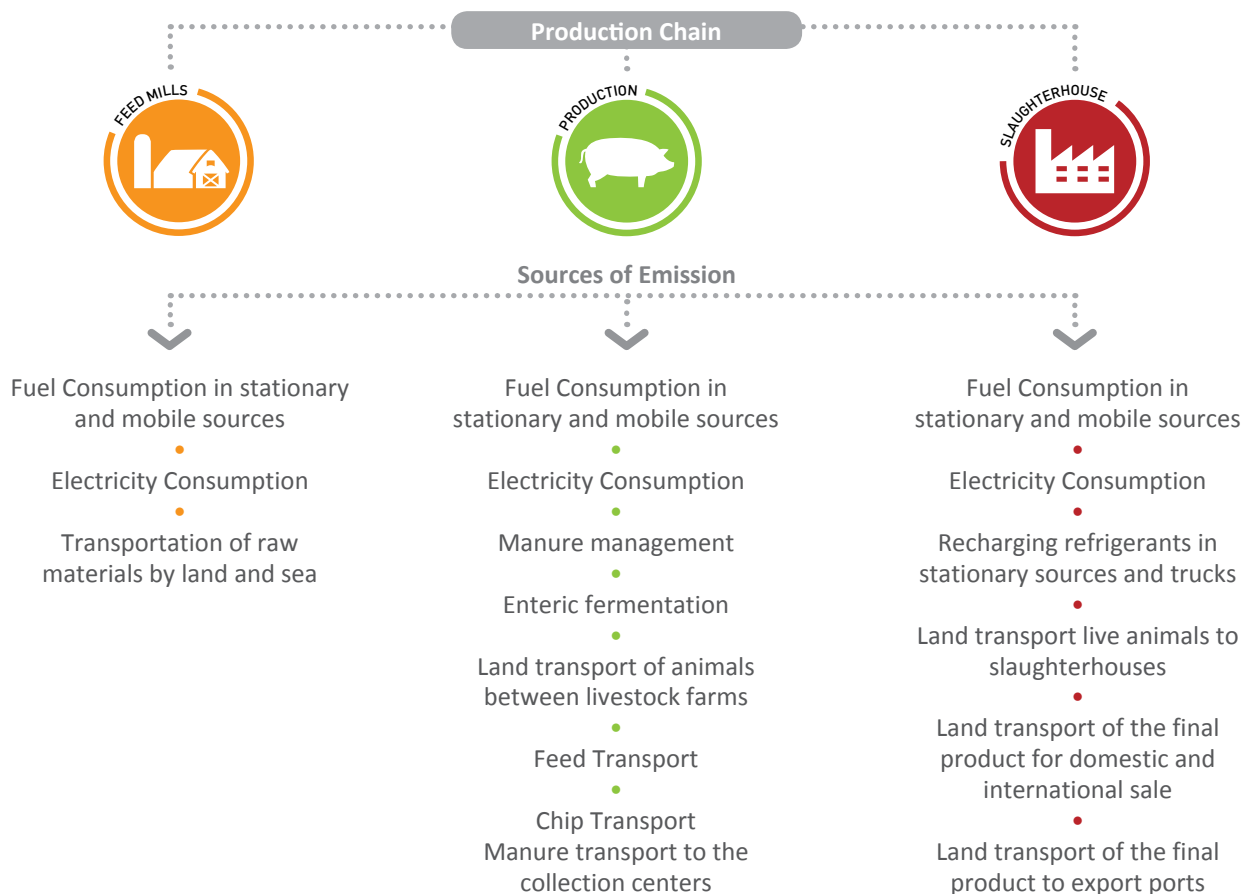 Production Chain
FEED MILLS
PRODUCTION
SLAUGHTERHOUSE
Sources of Emission
Fuel Consumption in stationary
and mobile sources
Electricity Consumption
Transportation of raw
materials by land and sea
Fuel Consumption in
stationary and mobile sources
Electricity Consumption
Manure management
Enteric fermentation
Land transport of animals
between livestock farms
Feed Transport
Chip Transport
Manure transport to the
collection centers
Fuel Consumption in
stationary and mobile sources
Electricity Consumption
Recharging refrigerants in
stationary sources and trucks
Land transport live animals to
slaughterhouses
Land transport of the final
product for domestic and
international sale
Land transport of the final
product to export ports